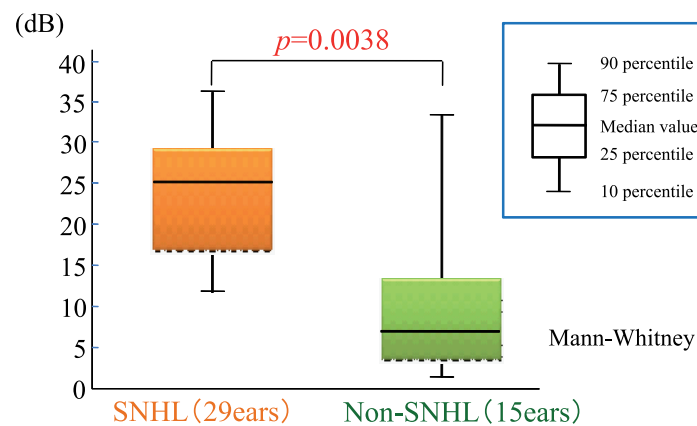 (dB)
p=0.0038
40
35
30
25
20
15
10
5
0
90 percentile
75 percentile
Median value
25 percentile
10 percentile
Mann-Whitney
SNHL(29ears)
Non-SNHL(15ears)